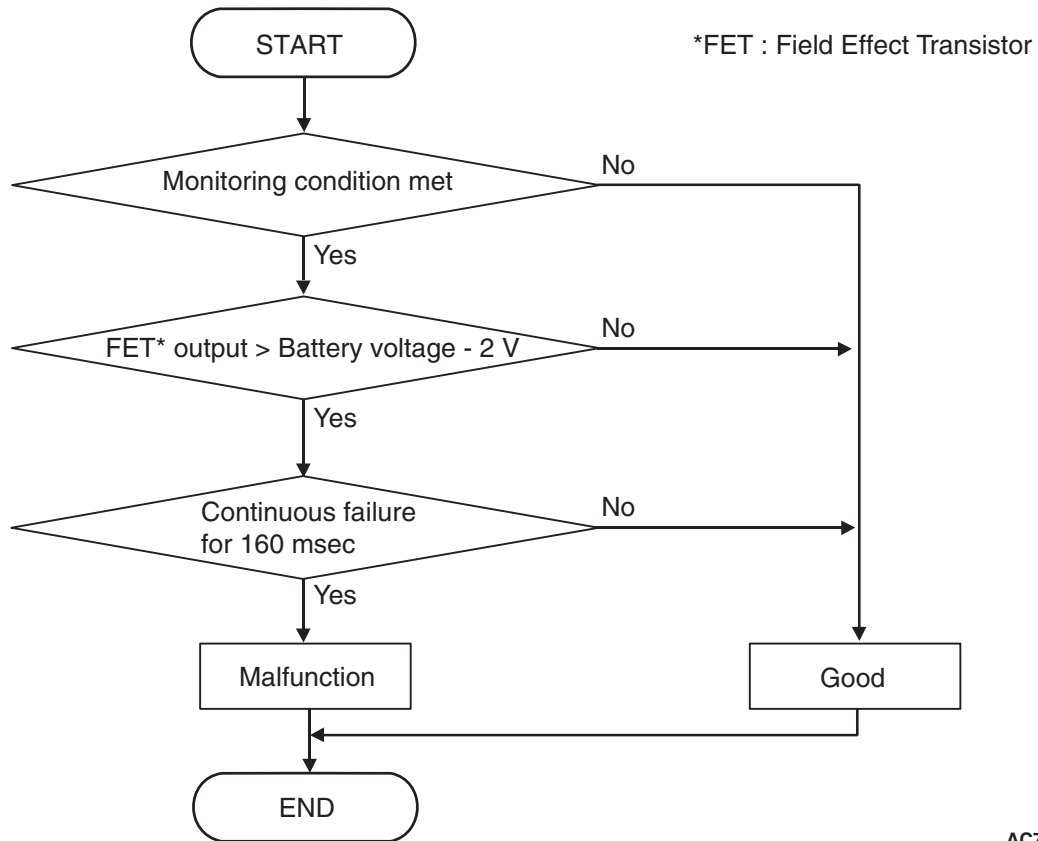 START
*FET : Field Effect Transistor
Monitoring condition met
No
Yes
FET* output > Battery voltage - 2 V
No
Yes
Continuous failure
for 160 msec
No
Yes
Malfunction
Good
END